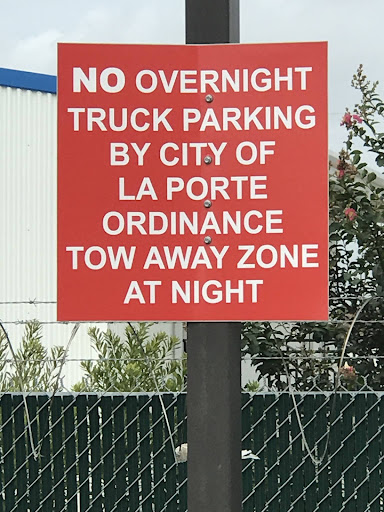 NO OVERNIGHT
TRUCK PARKING
BY CITY OF
LA PORTE
ORDINANCE
TOW AWAY ZONE
AT NIGHT